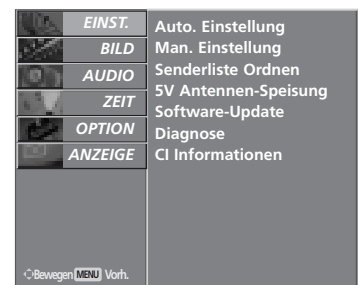 EINST.
BILD
AUDIO
ZEIT
OPTION
ANZEIGE
Auto. Einstellung
Man. Einstellung
Senderliste Ordnen
5V Antennen-Speisung
Software-Update
Diagnose
CI Informationen
Bewegen MENU Vorh.